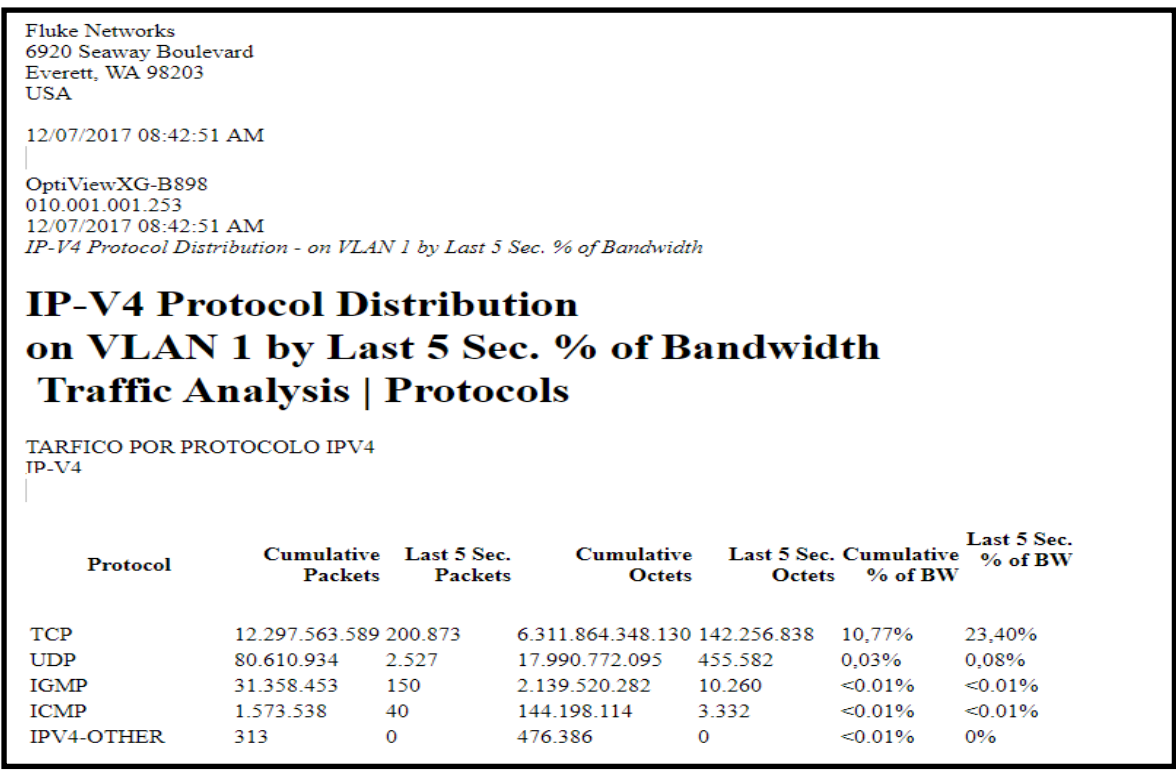 Fluke Networks
6920 Seaway Boulevard
Everett, WA 98203
USA
12/07/2017 08:42:51 AM
OptiViewXG-B898
010.001.001.253
12/07/2017 08:42:51 AM
IP-V4 Protocol Distribution - on VLAN 1 by Last 5 Sec. % of Bandwidth
IP-V4 Protocol Distribution
on VLAN 1 by Last 5 Sec. % of Bandwidth
Traffic Analysis | Protocols
TARFICO POR PROTOCOLO IPV4
IP-V4
Protocol Cumulative Packets Last 5 Sec. Packets Cumulative Octets Last 5 Sec. Octets Cumulative % of BW Last 5 Sec. % of BW
TCP 12.297.563.589 200.873 6.311.864.348.130 142.256.838 10,77% 23,40%
UDP 80.610.934 2.527 17.990.772.095 455.582 0,03% 0,08%
IGMP 31.358.453 150 2.139.520.282 10.260 <0.01% <0.01%
ICMP 1.573.538 40 144.198.114 3.332 <0.01% <0.01%
IPV4-OTHER 313 0 476.386 0 <0.01% 0%